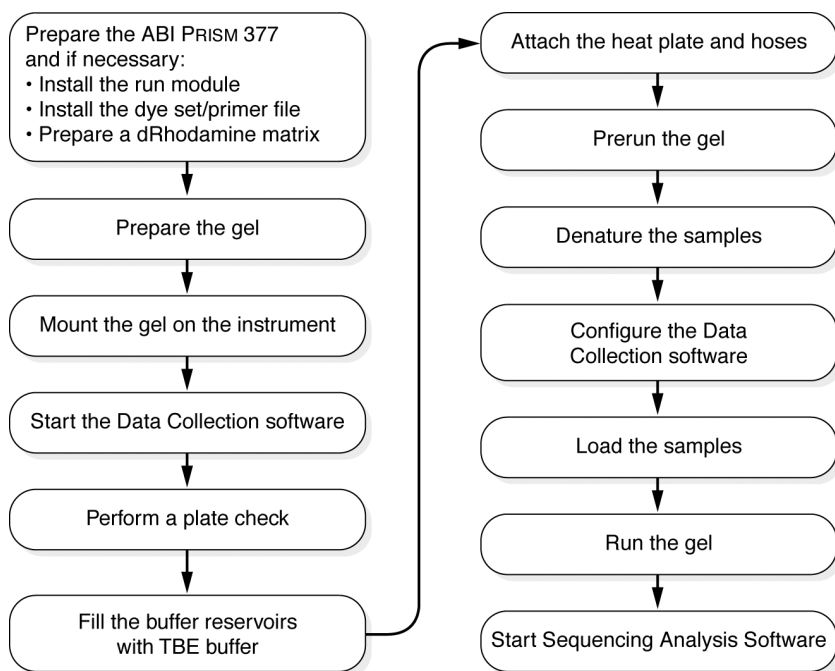 Prepare the ABI PRISM 377
and if necessary:
• Install the run module
• Install the dye set/primer file
• Prepare a dRhodamine matrix
Prepare the gel
Mount the gel on the instrument
Start the Data Collection software
Perform a plate check
Fill the buffer reservoirs
with TBE buffer
Attach the heat plate and hoses
Prerun the gel
Denature the samples
Configure the Data
Collection software
Load the samples
Run the gel
Start Sequencing Analysis Software